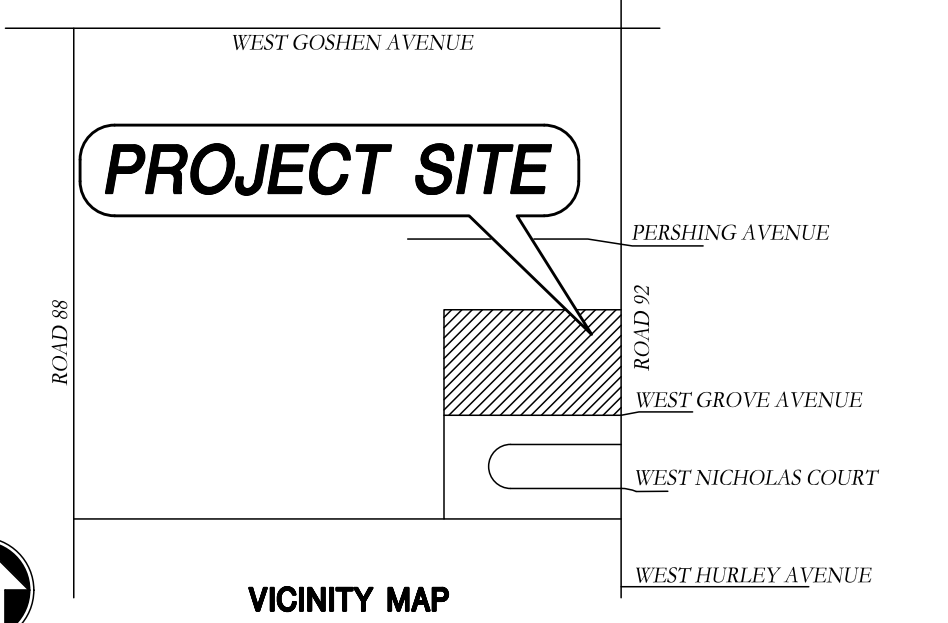 WEST GOSHEN AVENUE
PROJECT SITE
PERSHING AVENUE
ROAD 88
ROAD 92
WEST GROVE AVENUE
WEST NICHOLAS COURT
WEST HURLEY AVENUE
VICINITY MAP